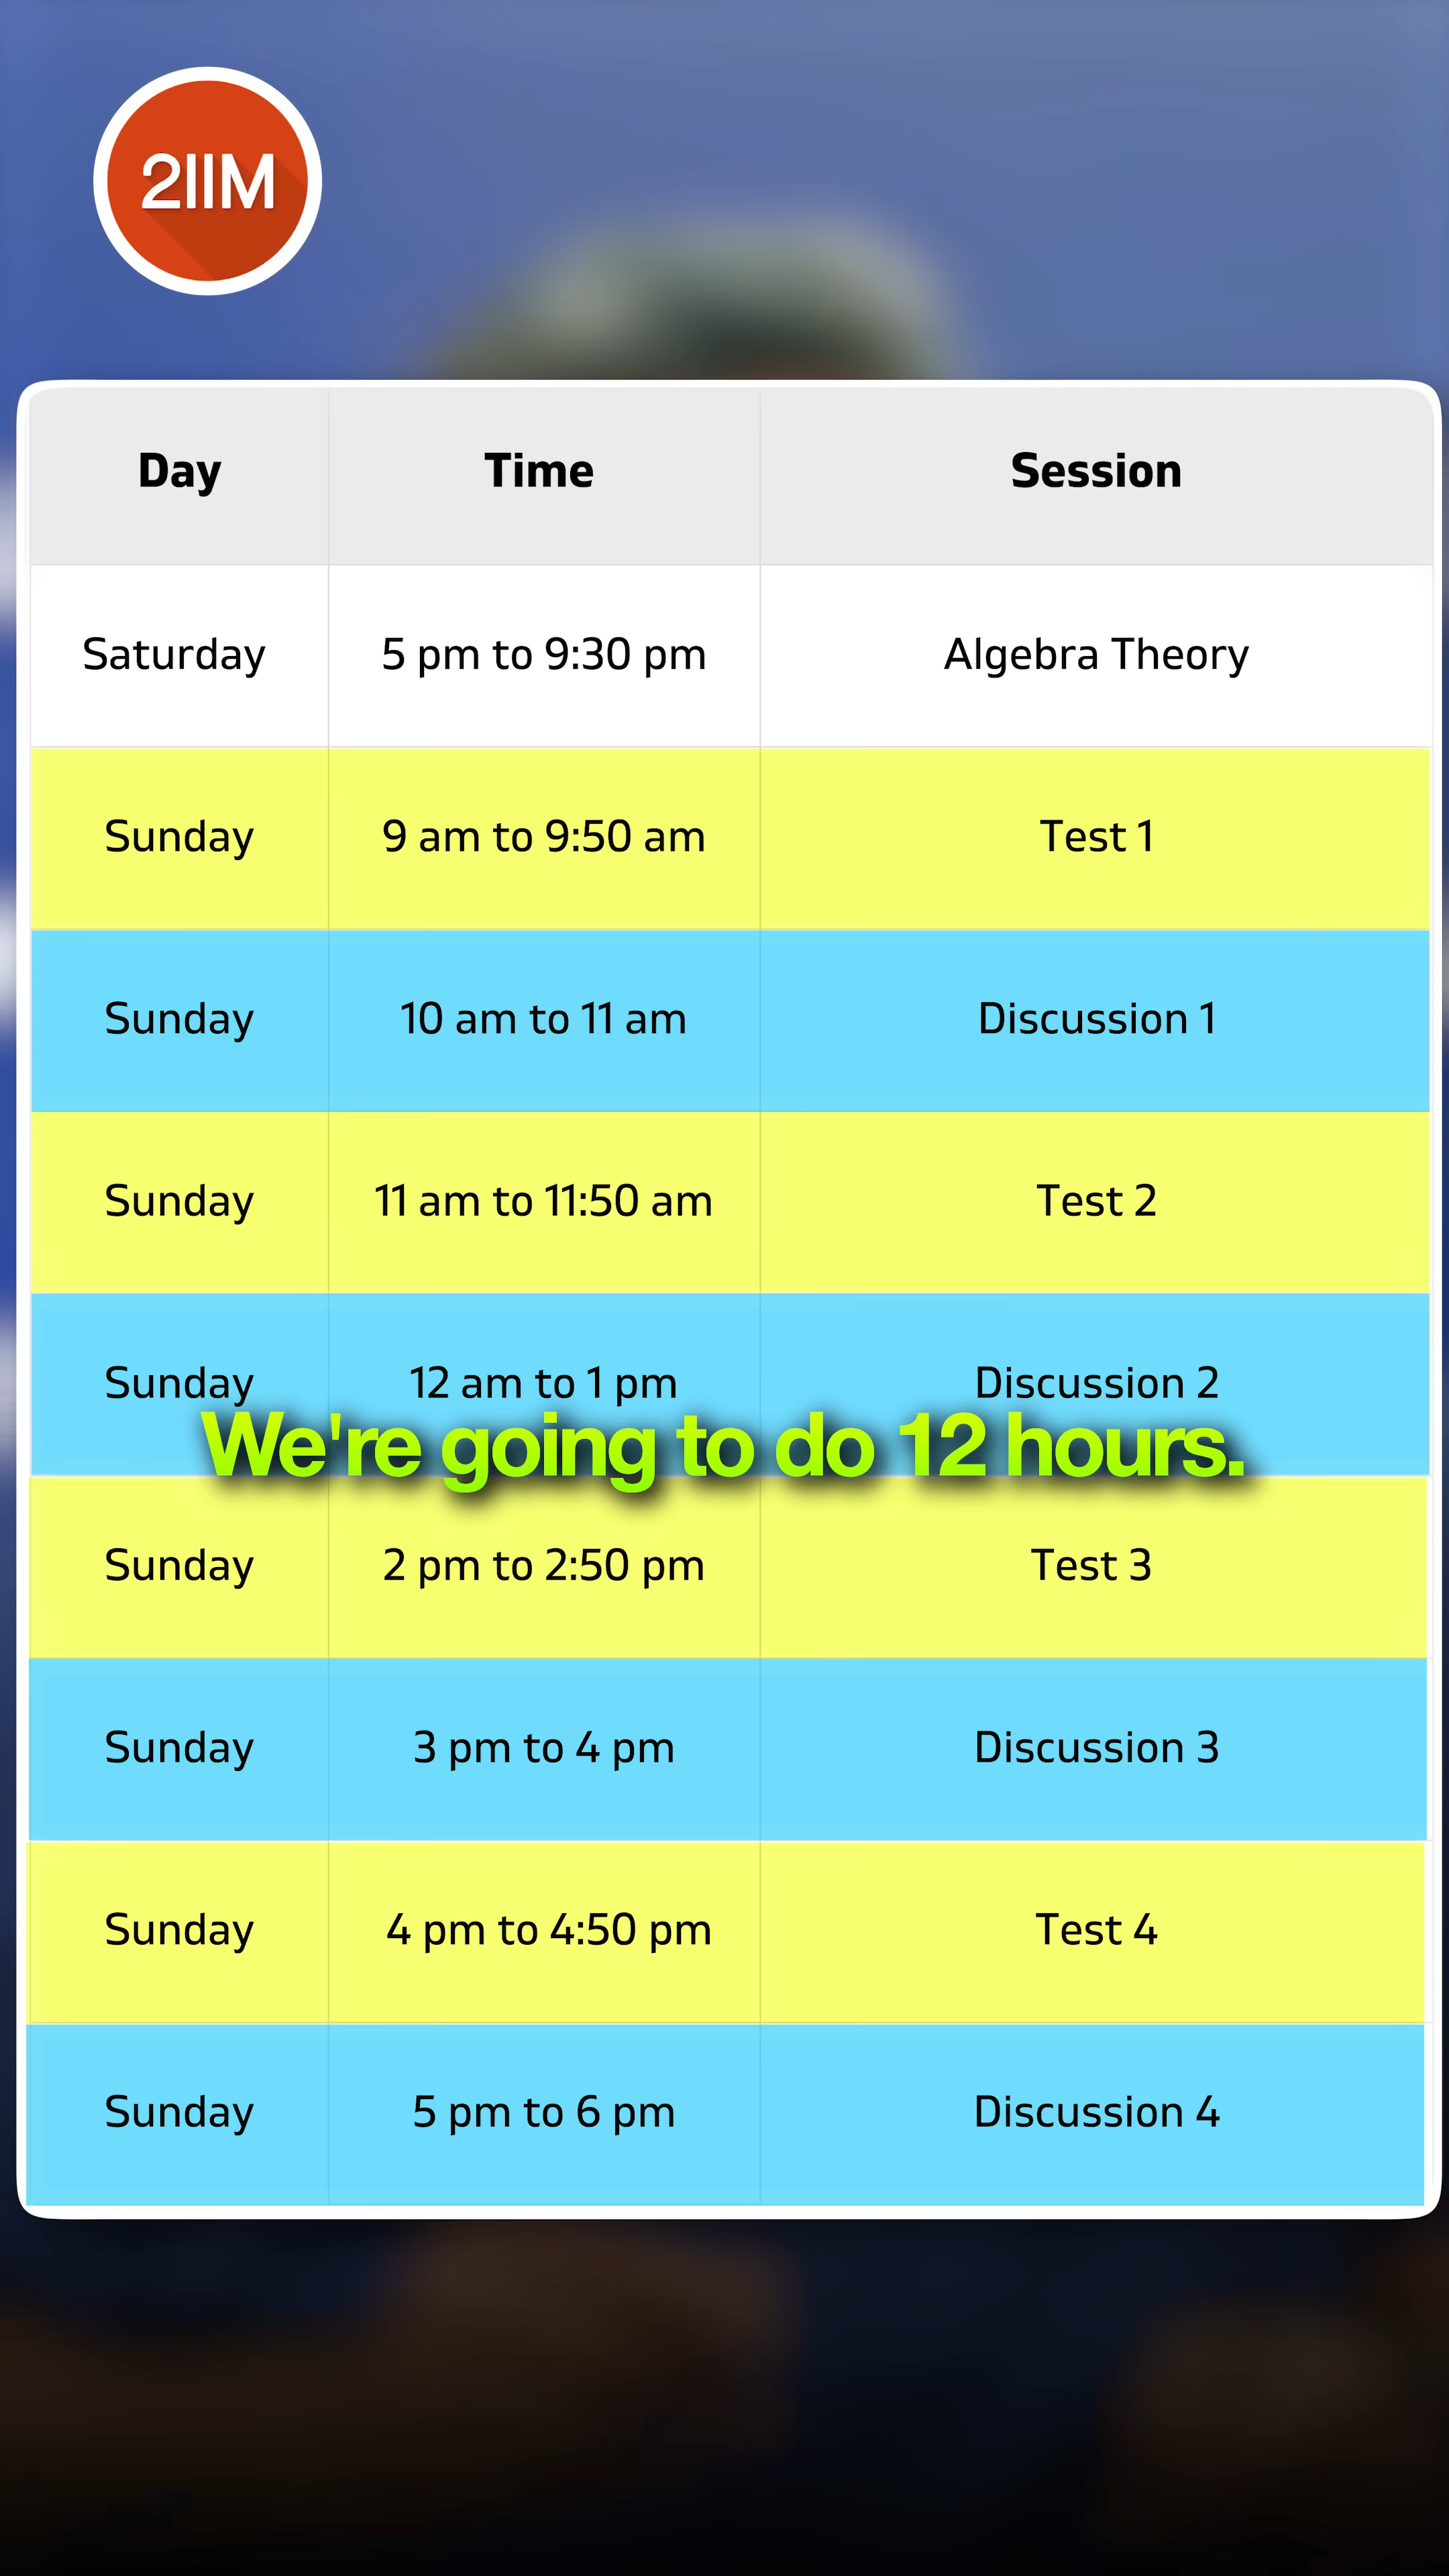 2IIM
Day Time Session
Saturday 5 pm to 9:30 pm Algebra Theory
Sunday 9 am to 9:50 am Test 1
Sunday 10 am to 11 am Discussion 1
Sunday 11 am to 11:50 am Test 2
Sunday 12 am to 1 pm Discussion 2
We're going to do 12 hours.
Sunday 2 pm to 2:50 pm Test 3
Sunday 3 pm to 4 pm Discussion 3
Sunday 4 pm to 4:50 pm Test 4
Sunday 5 pm to 6 pm Discussion 4